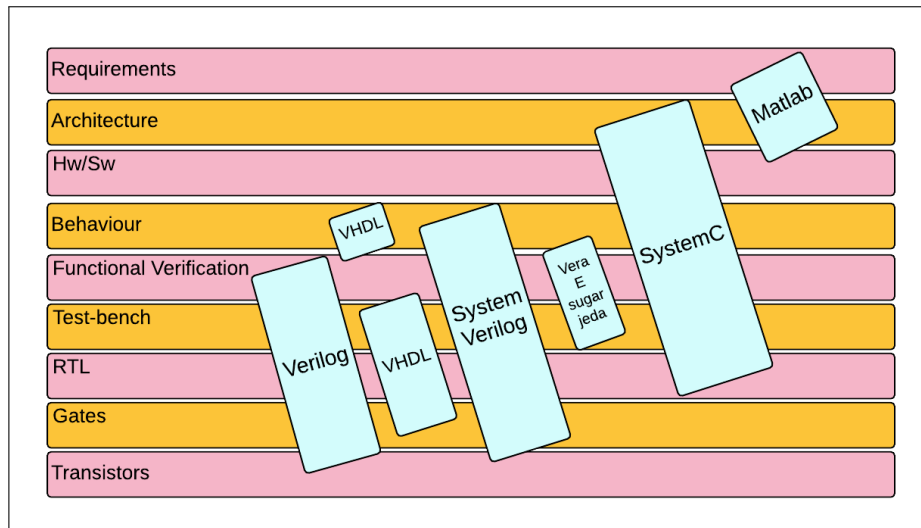 Requirements
Matlab
Architecture
Hw/Sw
Behaviour
VHDL
SystemC
Functional Verification
Vera
E
sugar
jeda
System
Verilog
Test-bench
Verilog
VHDL
RTL
Gates
Transistors